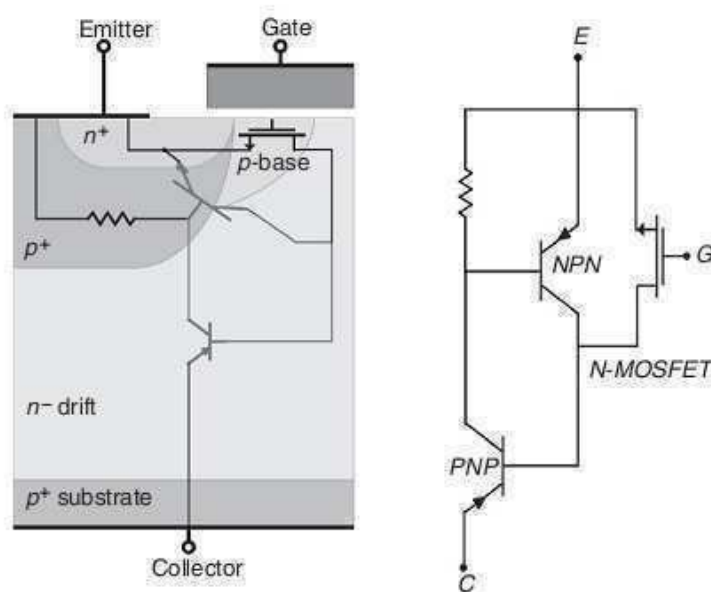 Emitter
Gate
n+
p-base
p+
n− drift
p+ substrate
Collector
E
NPN
G
N-MOSFET
PNP
C